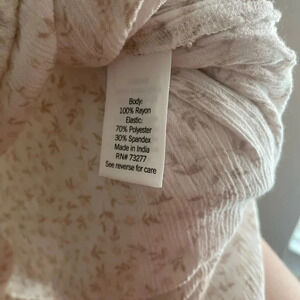 Body:
100% Rayon
Elastic:
70% Polyester
30% Spandex
Made in India
RN# 73277
See reverse for care